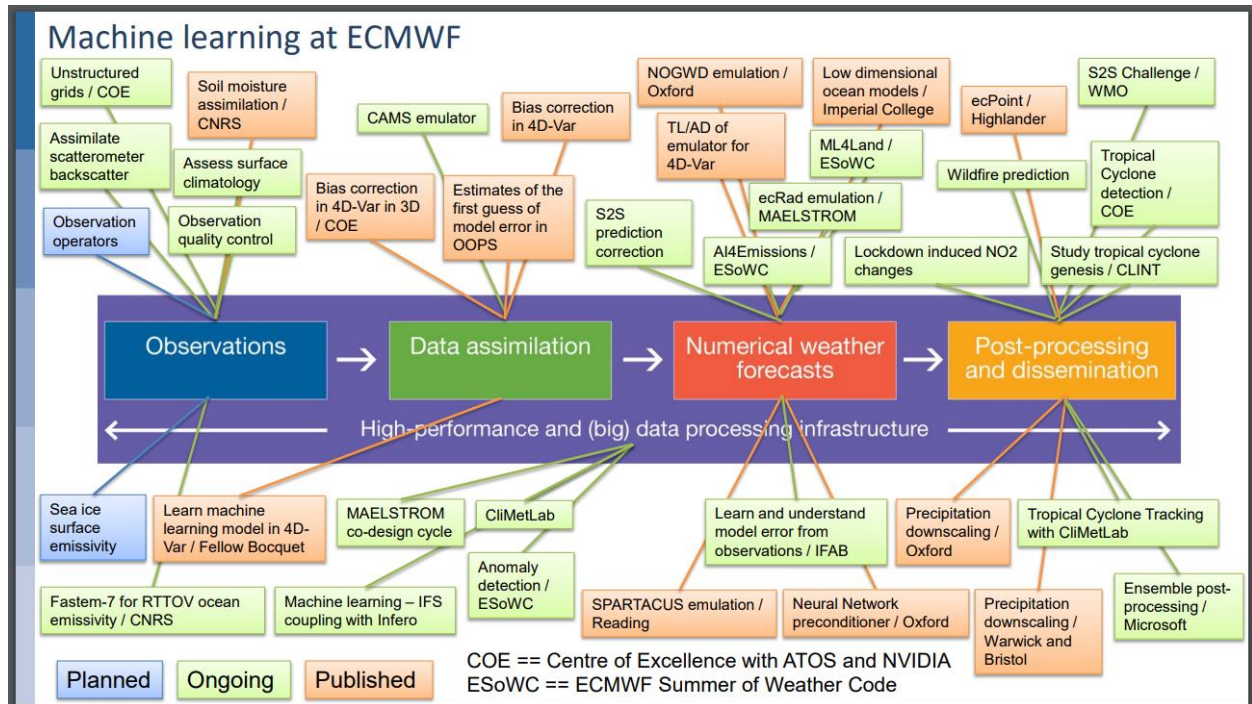 Machine learning at ECMWF
Unstructured
grids / COE
Soil moisture
assimilation /
CNRS
Assimilate
scatterometer
backscatter
Assess surface
climatology
Observation
operators
Observation
quality control
CAMS emulator
Bias correction
in 4D-Var
Bias correction
in 4D-Var in 3D
/ COE
Estimates of the
first guess of
model error in
OOPS
NOGWD emulation /
Oxford
Low dimensional
ocean models /
Imperial College
TL/AD of
emulator for
4D-Var
ML4Land /
ESoWC
ecRad emulation /
MAELSTROM
S2S
prediction
correction
AI4Emissions /
ESoWC
ecPoint /
Highlander
S2S Challenge /
WMO
Wildfire prediction
Tropical
Cyclone
detection /
COE
Lockdown induced NO2
changes
Study tropical cyclone
genesis / CLINT
Observations
Data assimilation
Numerical weather
forecasts
Post-processing
and dissemination
High-performance and (big) data processing infrastructure
Sea ice
surface
emissivity
Learn machine
learning model in 4D-
Var / Fellow Bocquet
MAELSTROM
co-design cycle
CliMetLab
Learn and understand
model error from
observations / IFAB
Precipitation
downscaling /
Oxford
Tropical Cyclone Tracking
with CliMetLab
Fastem-7 for RTTOV ocean
emissivity / CNRS
Machine learning – IFS
coupling with Infero
Anomaly
detection /
ESoWC
SPARTACUS emulation /
Reading
Neural Network
preconditioner / Oxford
Precipitation
downscaling /
Warwick and
Bristol
Ensemble post-
processing /
Microsoft
Planned
Ongoing
Published
COE == Centre of Excellence with ATOS and NVIDIA
ESoWC == ECMWF Summer of Weather Code